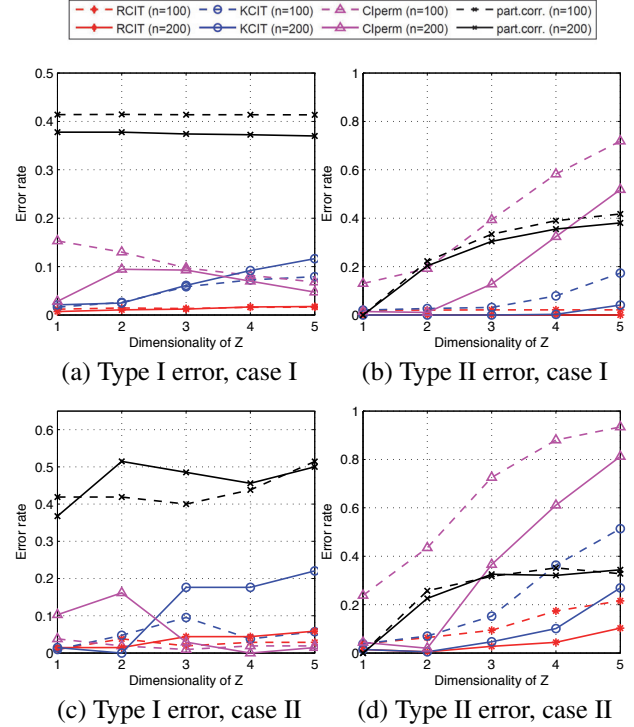 RCIT (n=100) KCIT (n=100) CIperm (n=100) part.corr. (n=100)
RCIT (n=200) KCIT (n=200) CIperm (n=200) part.corr. (n=200)
0.5
0.4
0.3
0.2
0.1
0
Error rate
1 2 3 4 5
Dimensionality of Z
(a) Type I error, case I
1
0.8
0.6
0.4
0.2
0
Error rate
1 2 3 4 5
Dimensionality of Z
(b) Type II error, case I
0.6
0.5
0.4
0.3
0.2
0.1
0
Error rate
1 2 3 4 5
Dimensionality of Z
(c) Type I error, case II
1
0.8
0.6
0.4
0.2
0
Error rate
1 2 3 4 5
Dimensionality of Z
(d) Type II error, case II